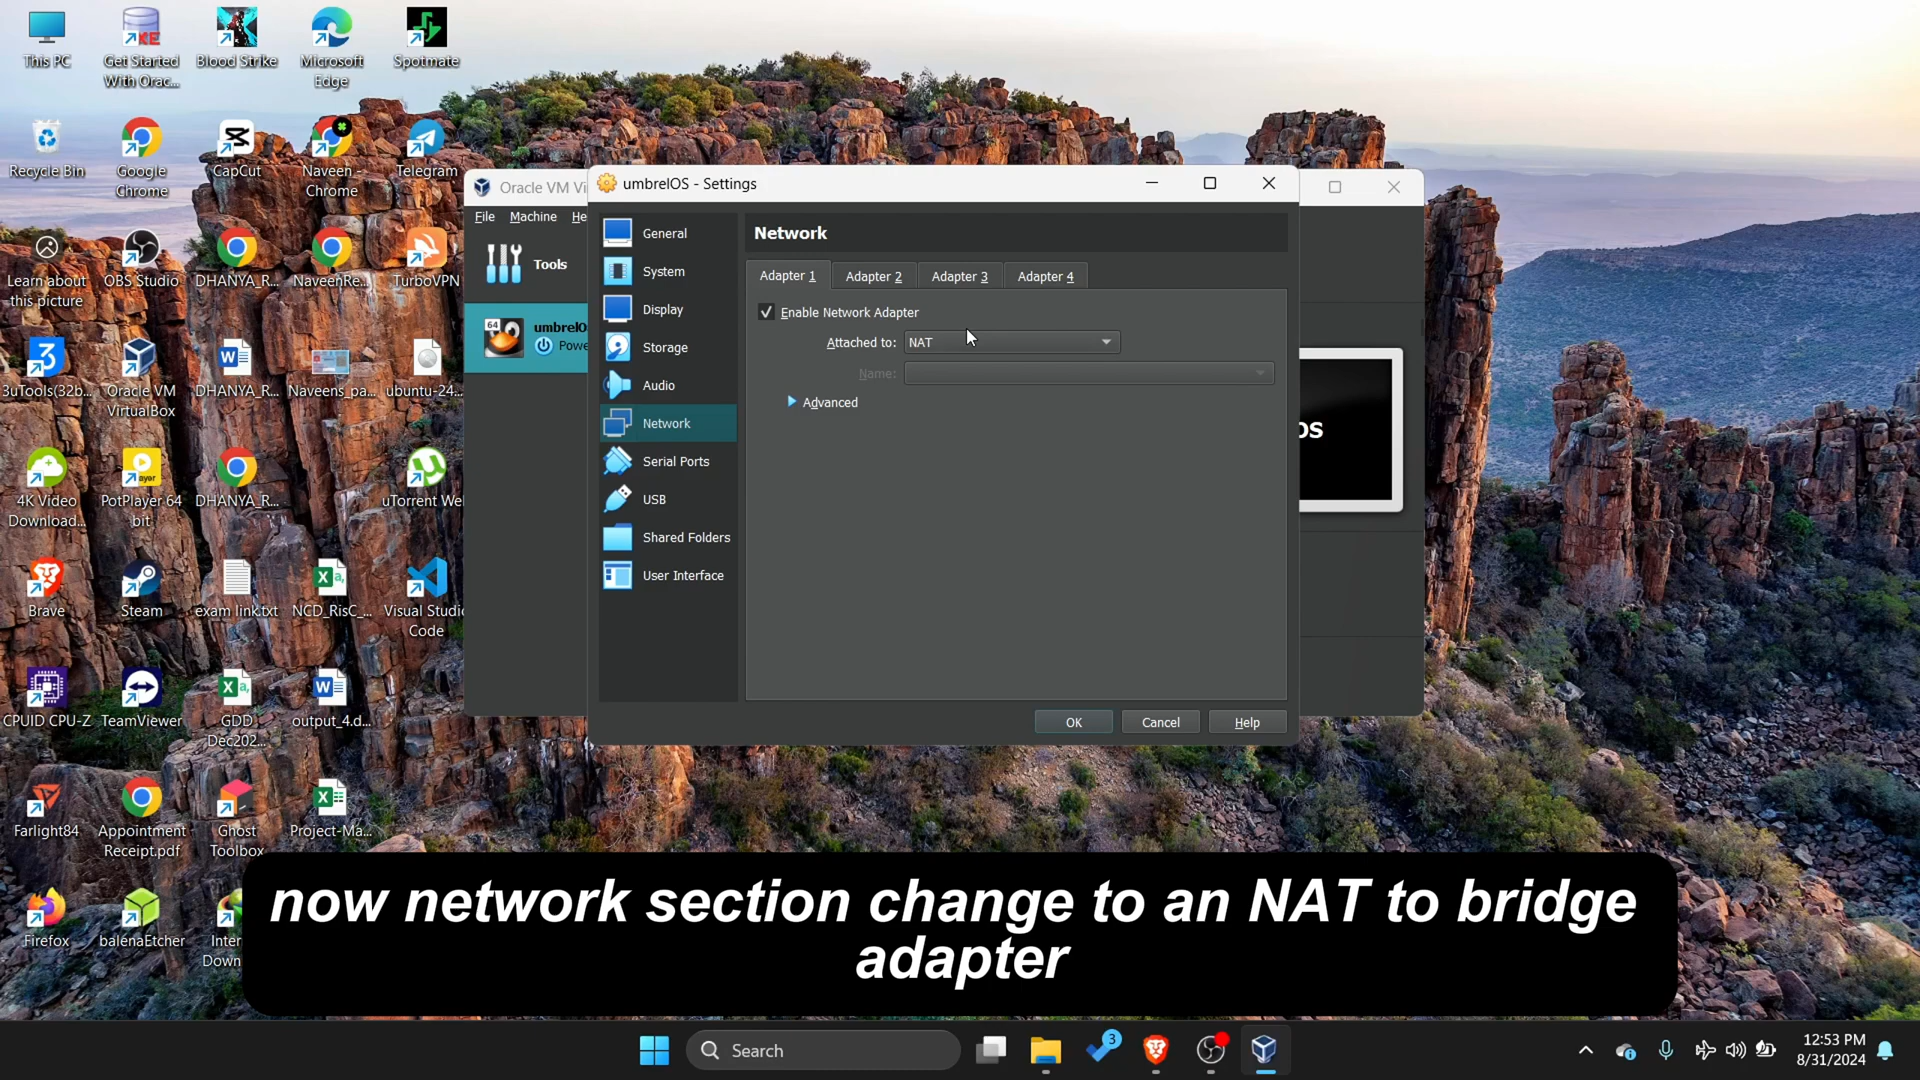 This PC
Get Started
With Orac...
Blood Strike
Microsoft
Edge
Spotmate
Recycle Bin
Google
Chrome
CapCut
Naveen -
Chrome
Telegram
Learn about
this picture
OBS Studio
DHANYA_R...
NaveenRe...
TurboVPN
3uTools(32b...
Oracle VM
VirtualBox
DHANYA_R...
Naveens_pa...
ubuntu-24...
4K Video
Download...
PotPlayer 64
bit
DHANYA_R...
uTorrent We
Brave
Steam
exam link.txt
NCD_RisC_...
Visual Studi
Code
CPUID CPU-Z
TeamViewer
GDD
Dec202...
output_4.d...
Farlight84
Appointment
Receipt.pdf
Ghost
Toolbox
Project-Ma...
Firefox
balenaEtcher
Inter
Down
Oracle VM Vi
File Machine He
Tools
64
umbrelO
Powe
OS
umbrelOS - Settings
General
System
Display
Storage
Audio
Network
Serial Ports
USB
Shared Folders
User Interface
Network
Adapter 1 Adapter 2 Adapter 3 Adapter 4
Enable Network Adapter
Attached to: NAT
Name:
Advanced
OK Cancel Help
now network section change to an NAT to bridge
adapter
Search
3
12:53 PM
8/31/2024